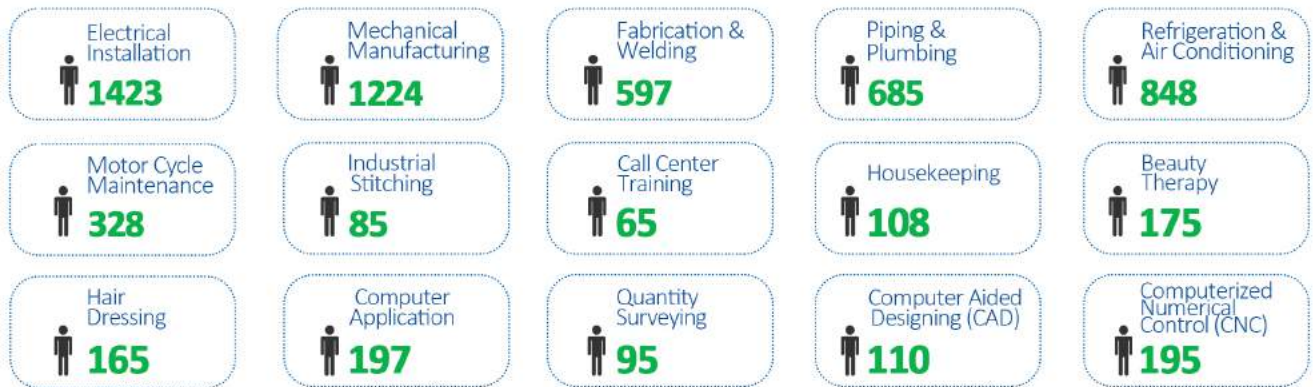 Electrical
Installation
1423
Mechanical
Manufacturing
1224
Fabrication &
Welding
597
Piping &
Plumbing
685
Refrigeration &
Air Conditioning
848
Motor Cycle
Maintenance
328
Industrial
Stitching
85
Call Center
Training
65
Housekeeping
108
Beauty
Therapy
175
Hair
Dressing
165
Computer
Application
197
Quantity
Surveying
95
Computer Aided
Designing (CAD)
110
Computerized
Numerical
Control (CNC)
195